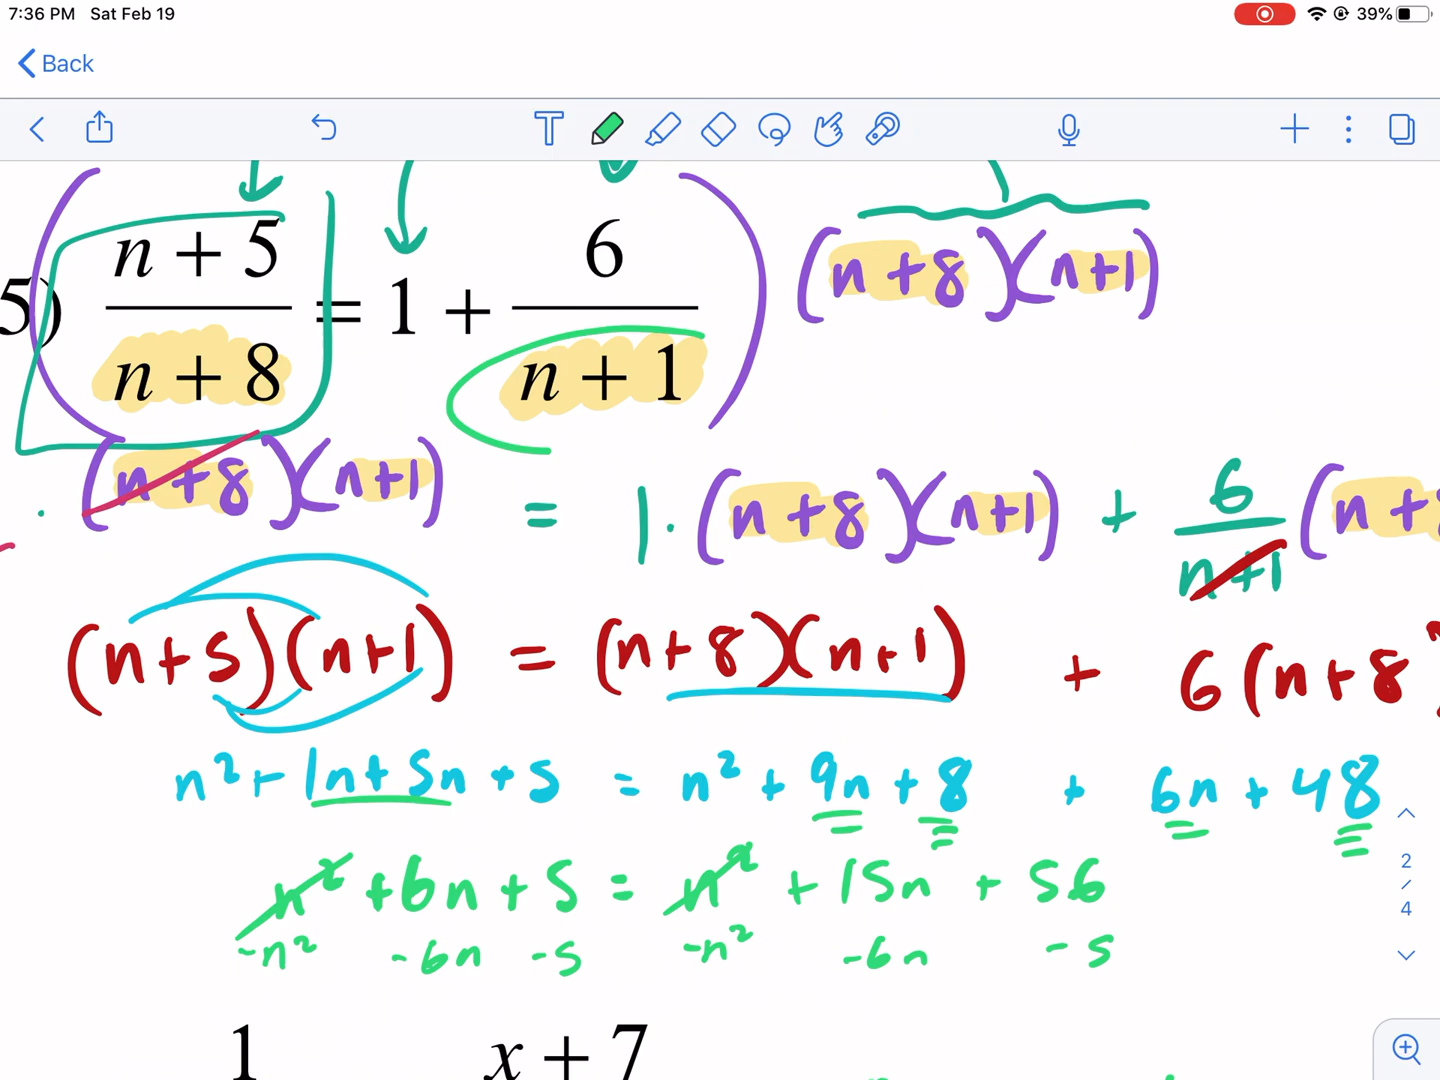 7:36 PM Sat Feb 19 39%
Back
T
(n+8)(n+1)
5) n + 5 / n + 8 = 1 + 6 / n + 1
· (n+8)(n+1) = 1 · (n+8)(n+1) + 6/n+1 (n+8
(n+5)(n+1) = (n+8)(n+1) + 6(n+8
n² + 1n + 5n + 5 = n² + 9n + 8 + 6n + 48
n² + 6n + 5 = n² + 15n + 56
-n² -6n -5 -n² -6n -5
2 / 4
1 x + 7